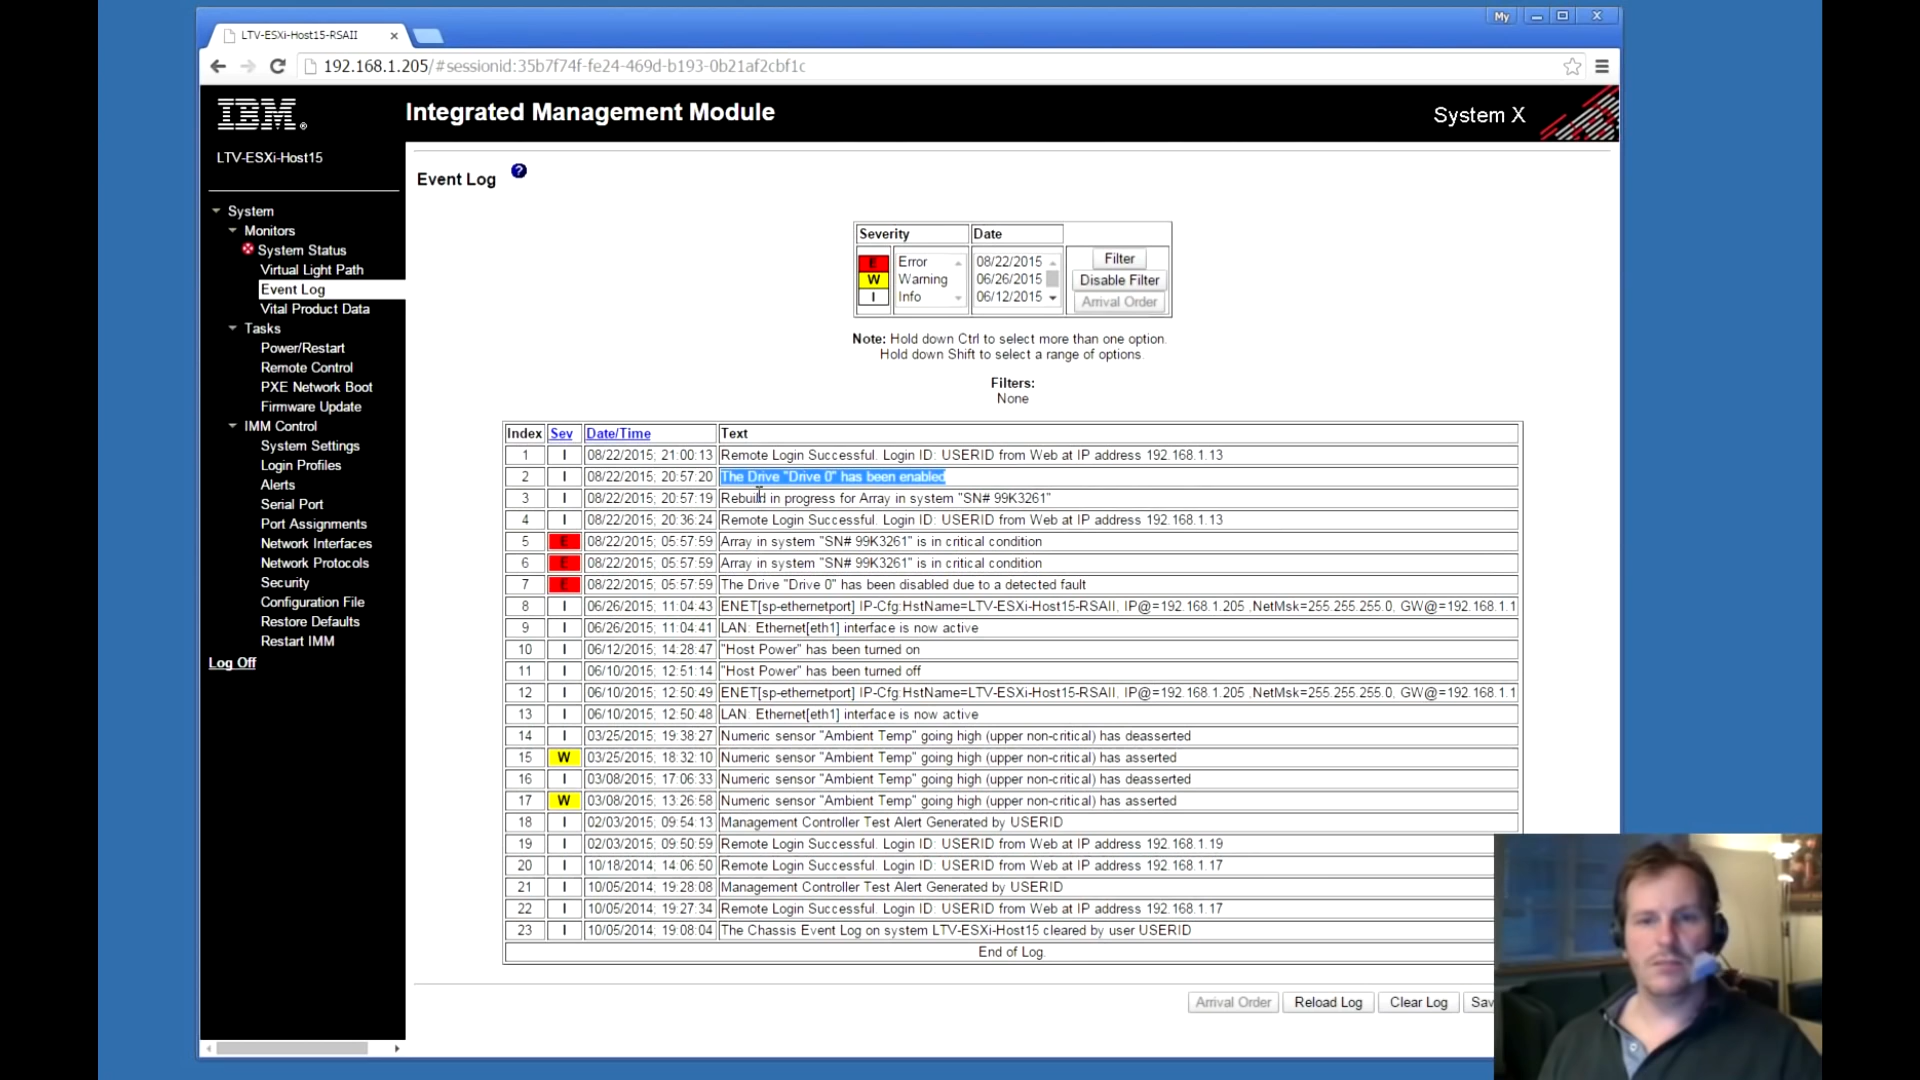 My
LTV-ESXi-Host15-RSAII
192.168.1.205/#sessionid:35b7f74f-fe24-469d-b193-0b21af2cbf1c
IBM®
Integrated Management Module
System X
LTV-ESXi-Host15
System
Monitors
System Status
Virtual Light Path
Event Log
Vital Product Data
Tasks
Power/Restart
Remote Control
PXE Network Boot
Firmware Update
IMM Control
System Settings
Login Profiles
Alerts
Serial Port
Port Assignments
Network Interfaces
Network Protocols
Security
Configuration File
Restore Defaults
Restart IMM
Log Off
Event Log ?
Severity Date
E Error 08/22/2015 Filter
W Warning 06/26/2015 Disable Filter
I Info 06/12/2015 Arrival Order
Note: Hold down Ctrl to select more than one option.
Hold down Shift to select a range of options.
Filters:
None
Index Sev Date/Time Text
1 I 08/22/2015; 21:00:13 Remote Login Successful. Login ID: USERID from Web at IP address 192.168.1.13
2 I 08/22/2015; 20:57:20 The Drive "Drive 0" has been enabled
3 I 08/22/2015; 20:57:19 Rebuild in progress for Array in system "SN# 99K3261"
4 I 08/22/2015; 20:36:24 Remote Login Successful. Login ID: USERID from Web at IP address 192.168.1.13
5 E 08/22/2015; 05:57:59 Array in system "SN# 99K3261" is in critical condition
6 E 08/22/2015; 05:57:59 Array in system "SN# 99K3261" is in critical condition
7 E 08/22/2015; 05:57:59 The Drive "Drive 0" has been disabled due to a detected fault
8 I 06/26/2015; 11:04:43 ENET[sp-ethernetport] IP-Cfg:HstName=LTV-ESXi-Host15-RSAII, IP@=192.168.1.205 ,NetMsk=255.255.255.0, GW@=192.168.1.1
9 I 06/26/2015; 11:04:41 LAN: Ethernet[eth1] interface is now active
10 I 06/12/2015; 14:28:47 "Host Power" has been turned on
11 I 06/10/2015; 12:51:14 "Host Power" has been turned off
12 I 06/10/2015; 12:50:49 ENET[sp-ethernetport] IP-Cfg:HstName=LTV-ESXi-Host15-RSAII, IP@=192.168.1.205 ,NetMsk=255.255.255.0, GW@=192.168.1.1
13 I 06/10/2015; 12:50:48 LAN: Ethernet[eth1] interface is now active
14 I 03/25/2015; 19:38:27 Numeric sensor "Ambient Temp" going high (upper non-critical) has deasserted
15 W 03/25/2015; 18:32:10 Numeric sensor "Ambient Temp" going high (upper non-critical) has asserted
16 I 03/08/2015; 17:06:33 Numeric sensor "Ambient Temp" going high (upper non-critical) has deasserted
17 W 03/08/2015; 13:26:58 Numeric sensor "Ambient Temp" going high (upper non-critical) has asserted
18 I 02/03/2015; 09:54:13 Management Controller Test Alert Generated by USERID
19 I 02/03/2015; 09:50:59 Remote Login Successful. Login ID: USERID from Web at IP address 192.168.1.19
20 I 10/18/2014; 14:06:50 Remote Login Successful. Login ID: USERID from Web at IP address 192.168.1.17
21 I 10/05/2014; 19:28:08 Management Controller Test Alert Generated by USERID
22 I 10/05/2014; 19:27:34 Remote Login Successful. Login ID: USERID from Web at IP address 192.168.1.17
23 I 10/05/2014; 19:08:04 The Chassis Event Log on system LTV-ESXi-Host15 cleared by user USERID
End of Log.
Arrival Order Reload Log Clear Log Sav